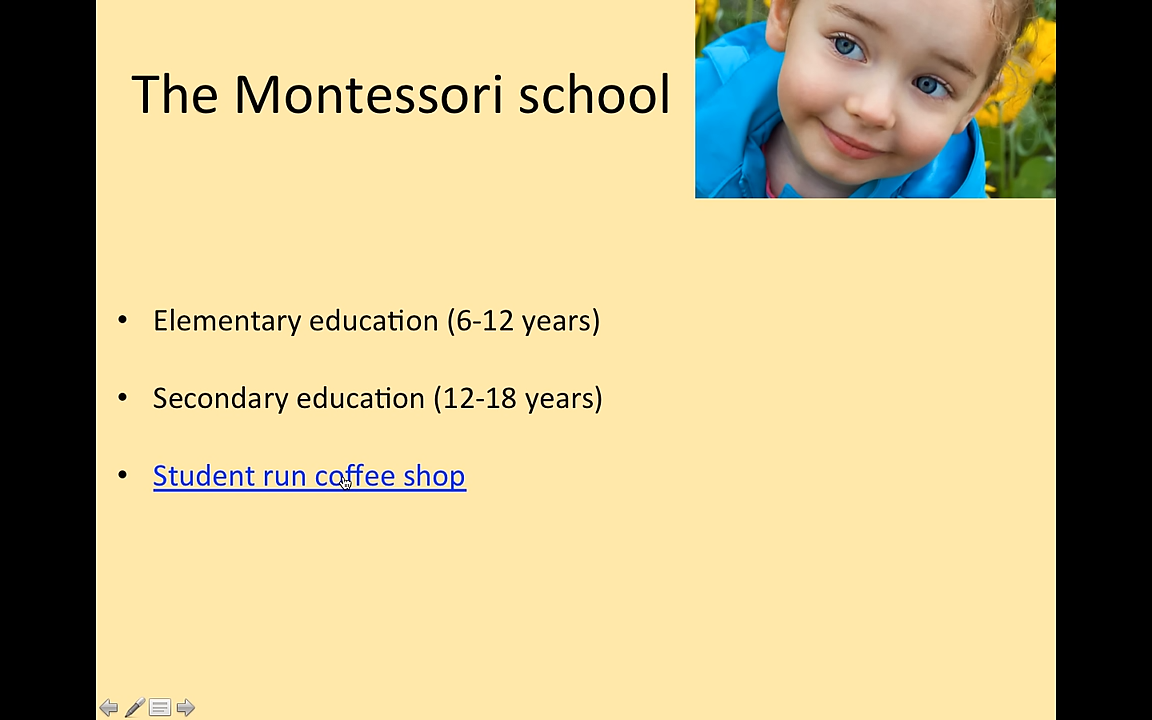 The Montessori school
• Elementary education (6-12 years)
• Secondary education (12-18 years)
• Student run coffee shop